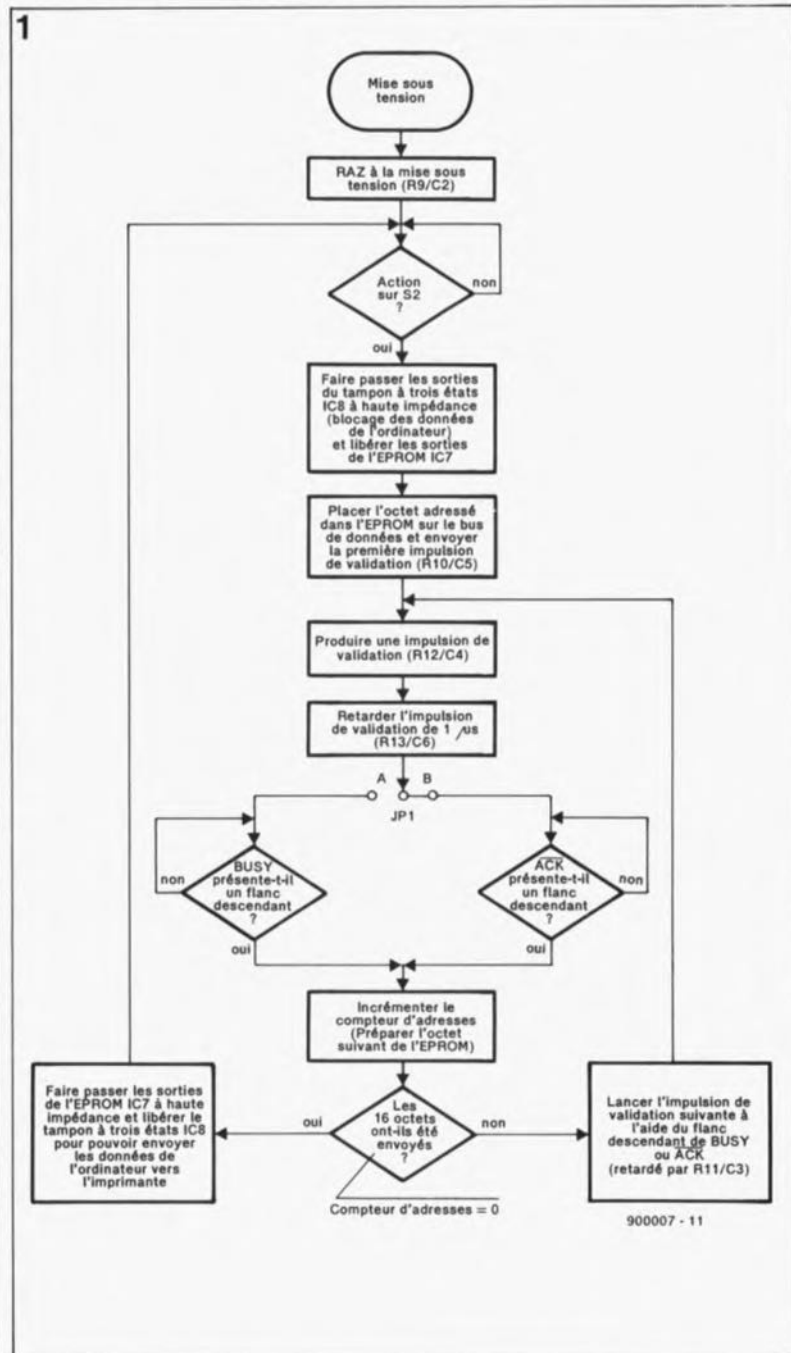 1
Mise sous
tension
RAZ à la mise sous
tension (R9/C2)
Action
sur S2
?
non
oui
Faire passer les sorties
du tampon à trois états
IC8 à haute impédance
(blocage des données
de l'ordinateur)
et libérer les sorties
de l'EPROM IC7
Placer l'octet adressé
dans l'EPROM sur le bus
de données et envoyer
la première impulsion
de validation (R10/C5)
Produire une impulsion de
validation (R12/C4)
Retarder l'impulsion
de validation de 1 µs
(R13/C6)
A
B
JP1
BUSY
présente-t-il
un flanc
descendant
?
non
oui
A̅C̅K̅
présente-t-il
un flanc
descendant
?
non
oui
Incrémenter le
compteur d'adresses
(Préparer l'octet
suivant de l'EPROM)
Les
16 octets
ont-ils été
envoyés
?
oui
non
Compteur d'adresses = 0
Faire passer les sorties
de l'EPROM IC7 à haute
impédance et libérer le
tampon à trois états IC8
pour pouvoir envoyer
les données de
l'ordinateur vers
l'imprimante
Lancer l'impulsion de
validation suivante à
l'aide du flanc
descendant de BUSY
ou A̅C̅K̅
(retardé par R11/C3)
900007 - 11